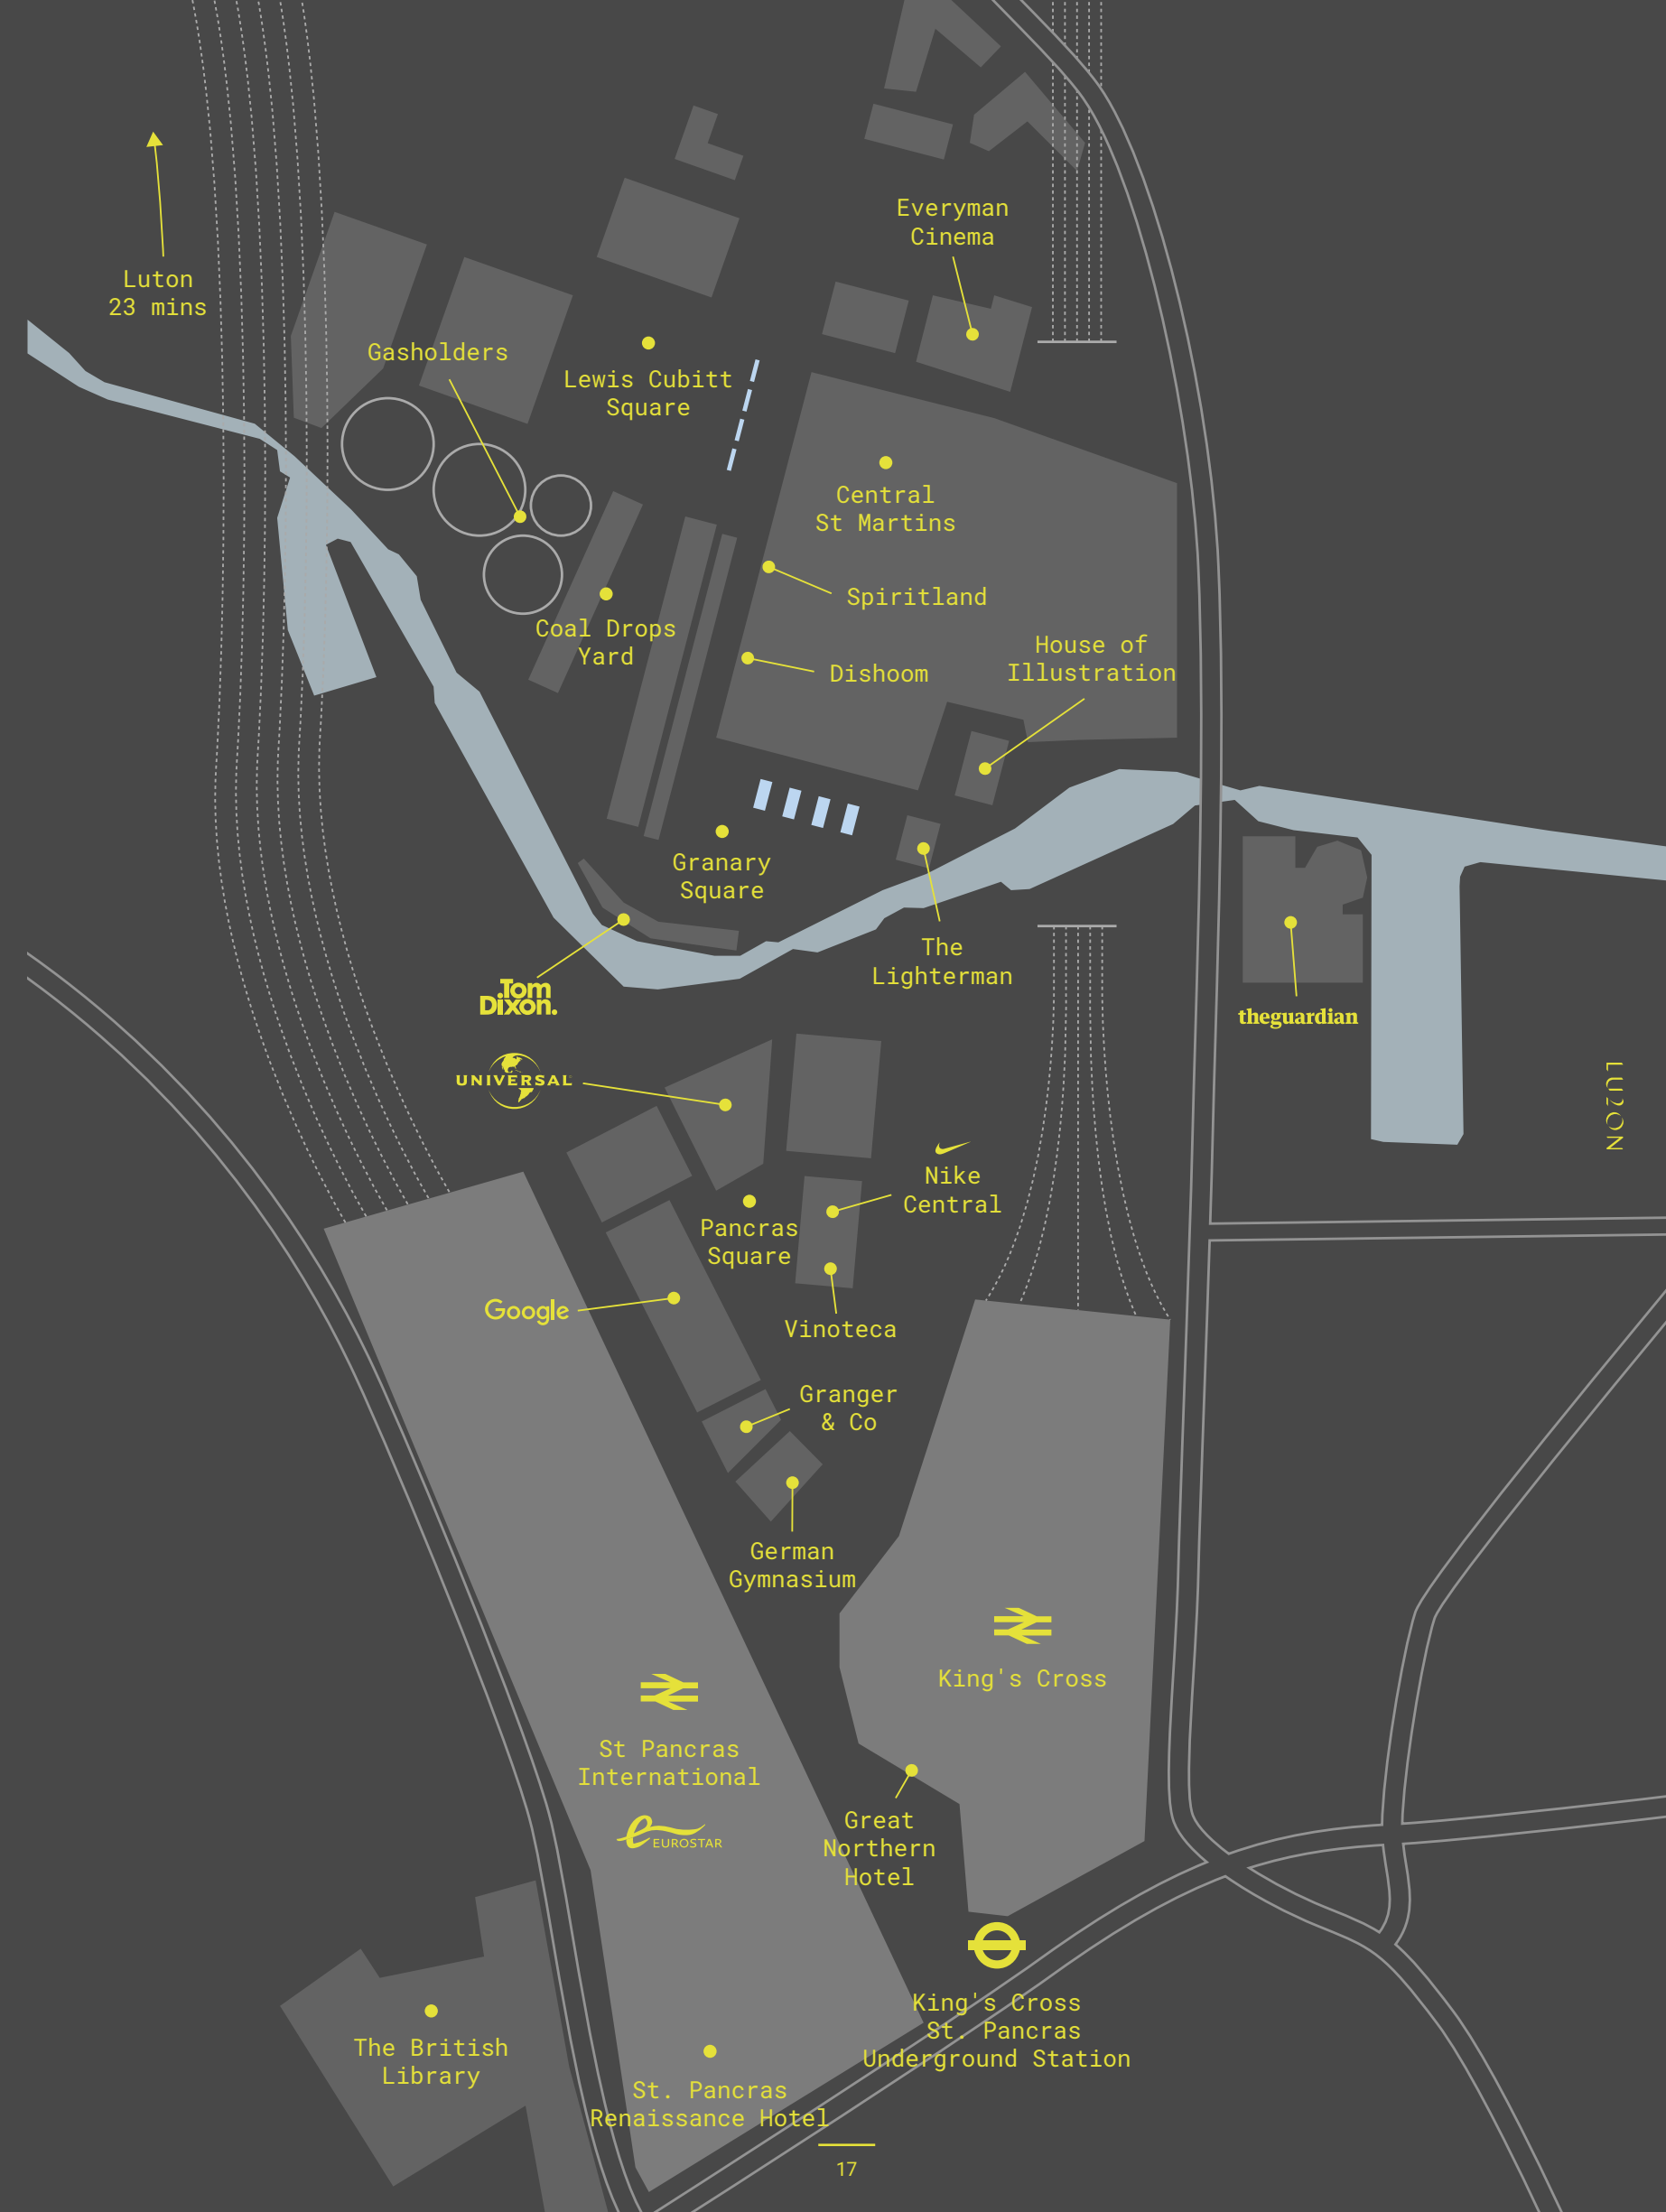 Everyman
Cinema
Luton
23 mins
Gasholders
Lewis Cubitt
Square
Central
St Martins
Spiritland
Coal Drops
Yard
House of
Illustration
Dishoom
Granary
Square
The
Lighterman
Tom
Dixon.
theguardian
UNIVERSAL
LUTON
Nike
Central
Pancras
Square
Google
Vinoteca
Granger
& Co
German
Gymnasium
King's Cross
St Pancras
International
EUROSTAR
Great
Northern
Hotel
King's Cross
St. Pancras
Underground Station
The British
Library
St. Pancras
Renaissance Hotel
17